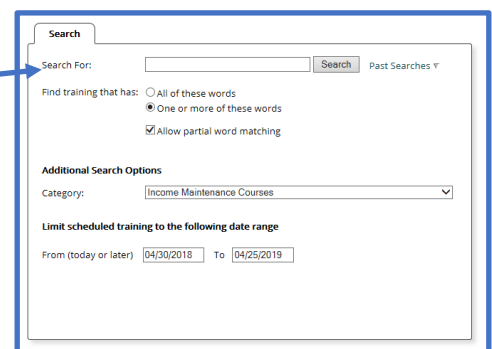 Search
Search For: Search Past Searches
Find training that has: All of these words
One or more of these words
Allow partial word matching
Additional Search Options
Category: Income Maintenance Courses
Limit scheduled training to the following date range
From (today or later) 04/30/2018 To 04/25/2019